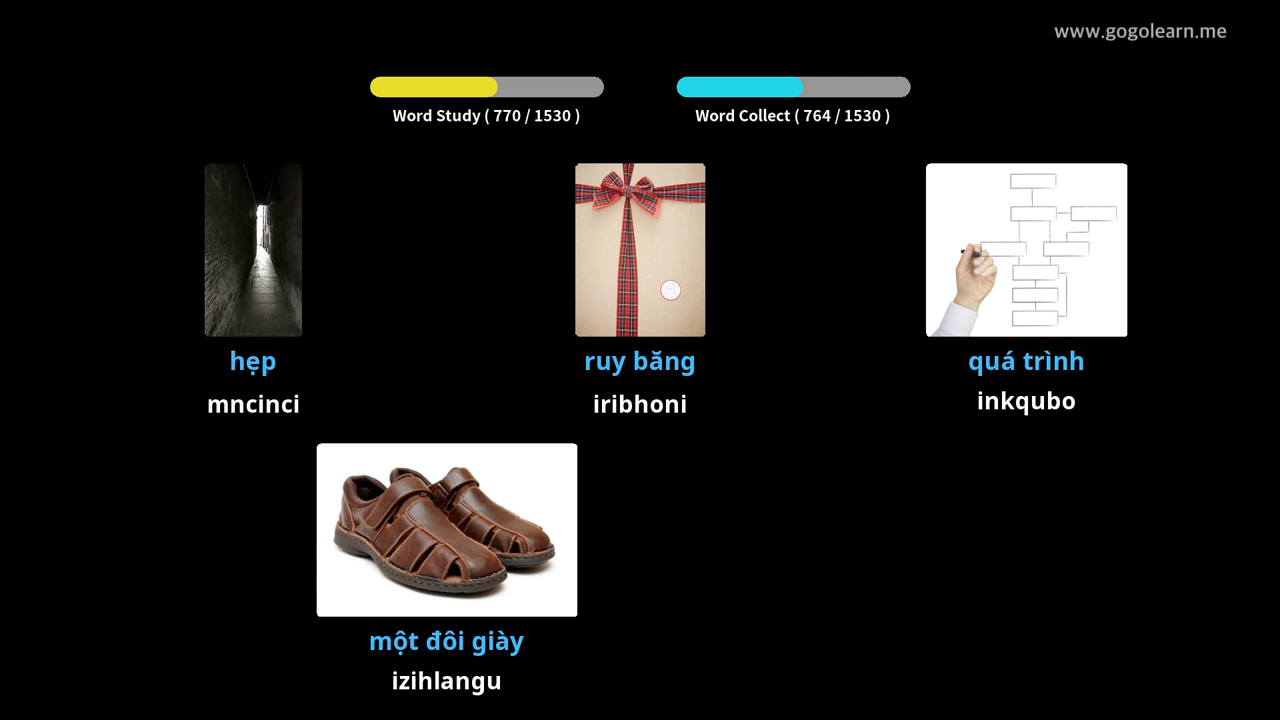 www.gogolearn.me
Word Study ( 770 / 1530 )
Word Collect ( 764 / 1530 )
hẹp
mncinci
ruy băng
iribhoni
quá trình
inkqubo
một đôi giày
izihlangu